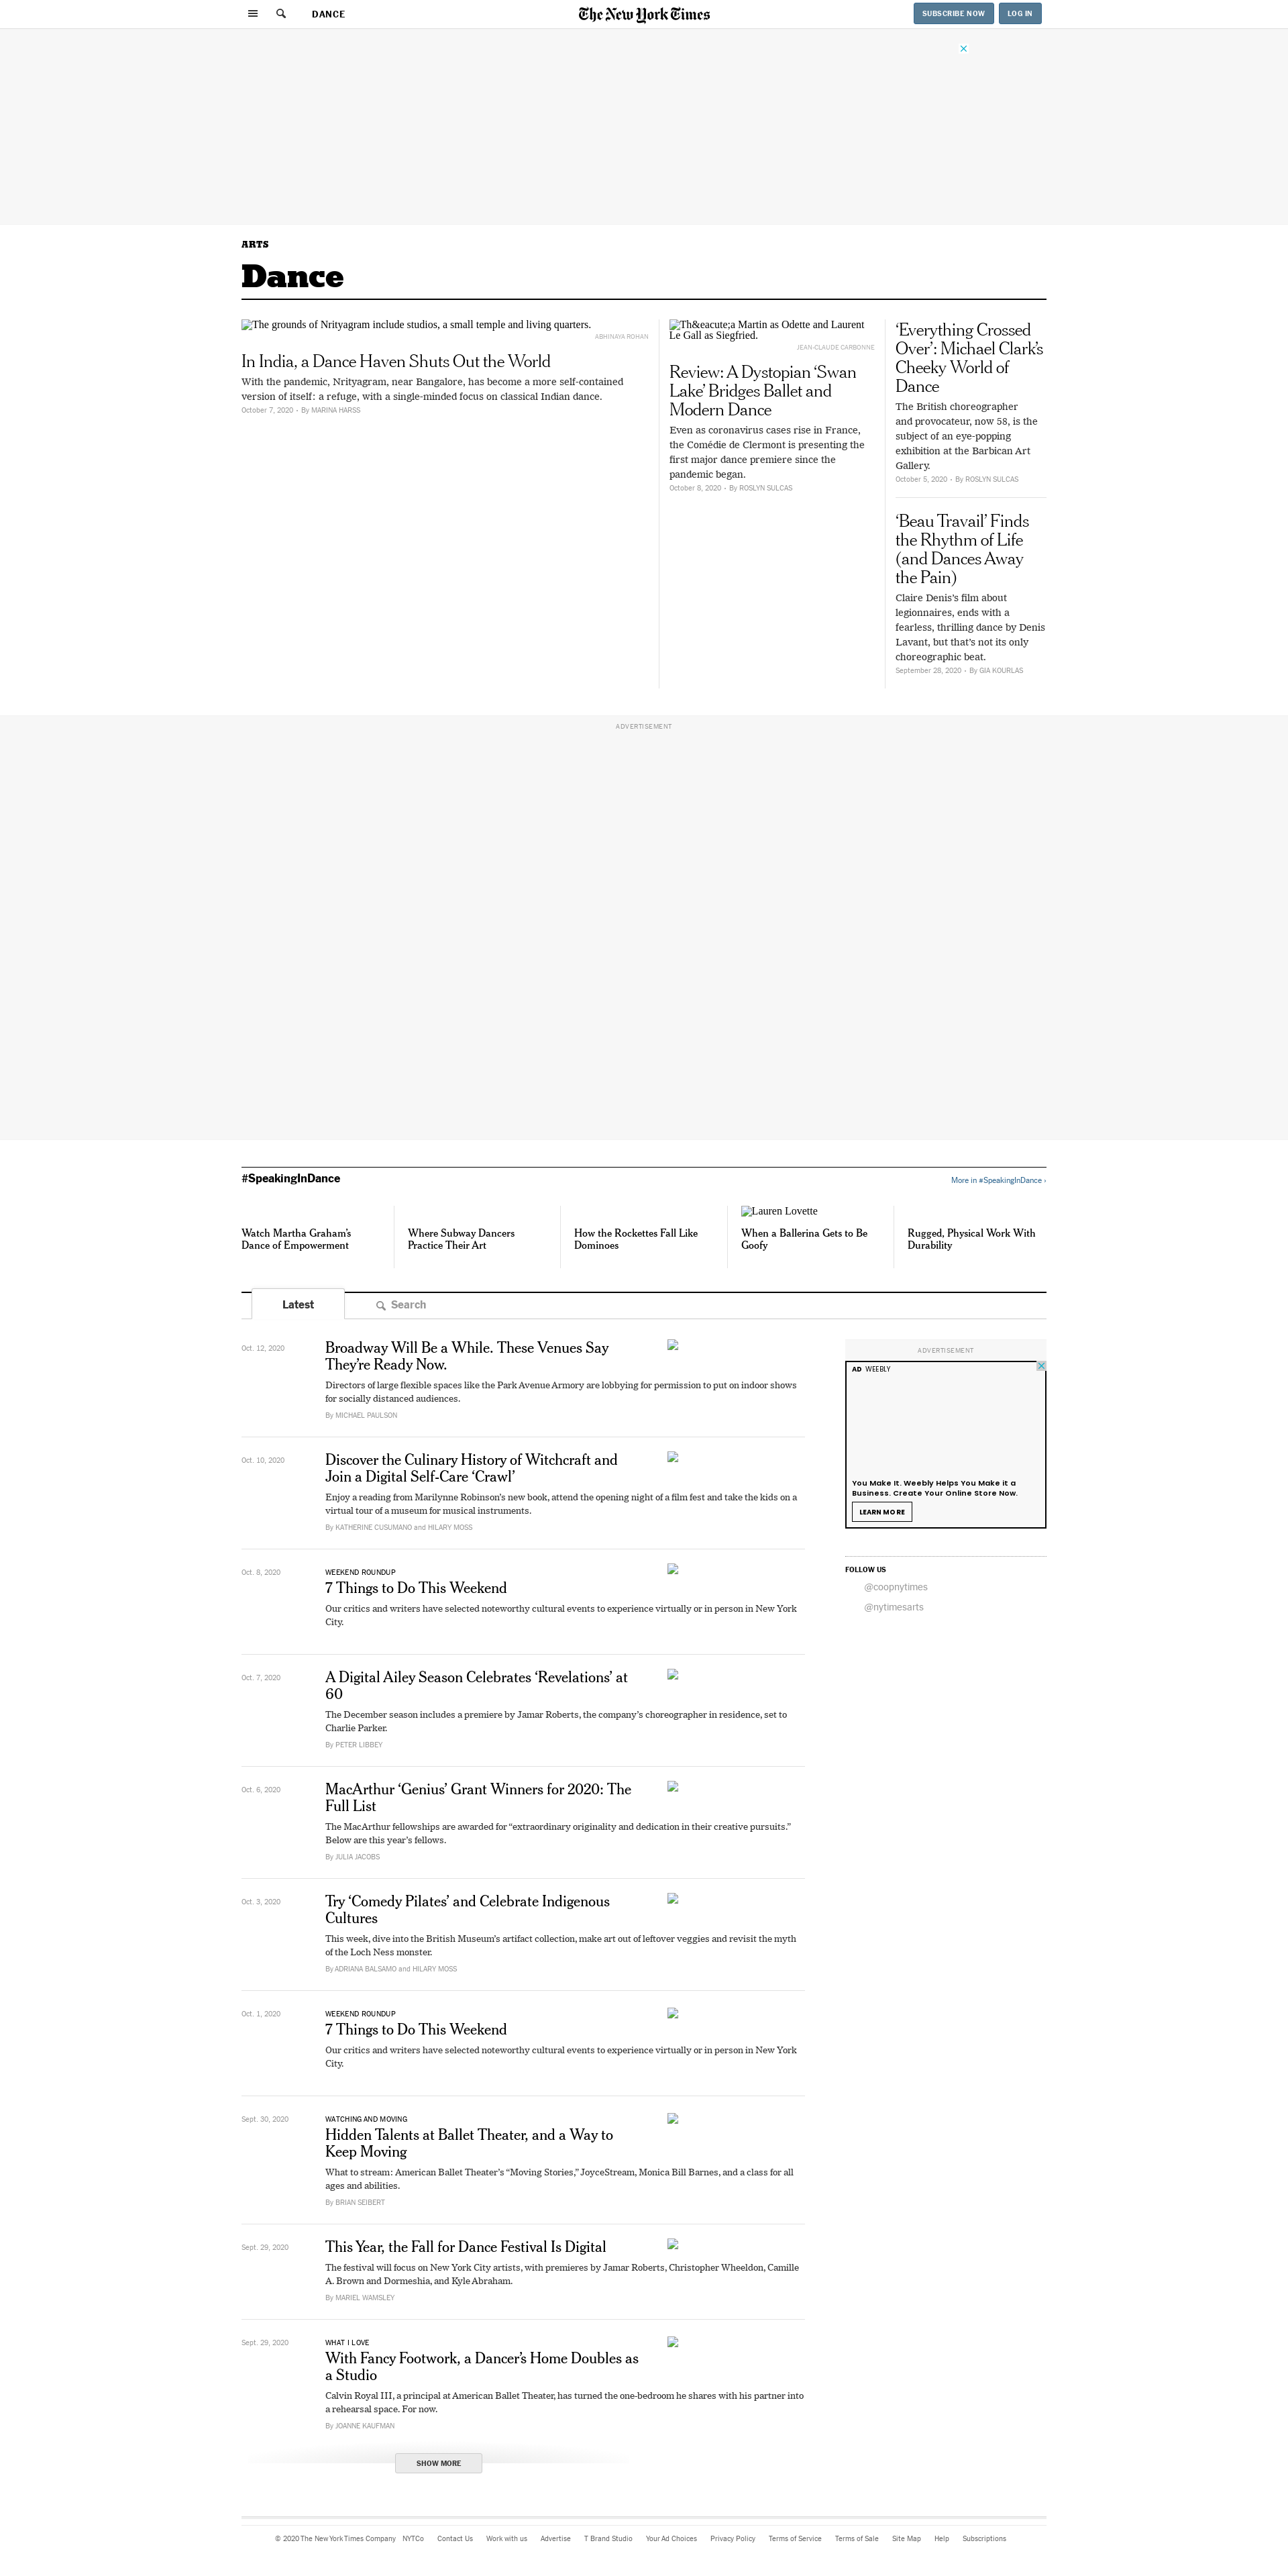 DANCE
The New York Times
SUBSCRIBE NOW
LOG IN
ARTS
Dance
The grounds of Nrityagram include studios, a small temple and living quarters.
ABHINAYA ROHAN
In India, a Dance Haven Shuts Out the World
With the pandemic, Nrityagram, near Bangalore, has become a more self-contained
version of itself: a refuge, with a single-minded focus on classical Indian dance.
October 7, 2020 • By MARINA HARSS
Th&eacute;a Martin as Odette and Laurent
Le Gall as Siegfried.
JEAN-CLAUDE CARBONNE
Review: A Dystopian ‘Swan
Lake’ Bridges Ballet and
Modern Dance
Even as coronavirus cases rise in France,
the Comédie de Clermont is presenting the
first major dance premiere since the
pandemic began.
October 8, 2020 • By ROSLYN SULCAS
‘Everything Crossed
Over’: Michael Clark’s
Cheeky World of
Dance
The British choreographer
and provocateur, now 58, is the
subject of an eye-popping
exhibition at the Barbican Art
Gallery.
October 5, 2020 • By ROSLYN SULCAS
‘Beau Travail’ Finds
the Rhythm of Life
(and Dances Away
the Pain)
Claire Denis’s film about
legionnaires, ends with a
fearless, thrilling dance by Denis
Lavant, but that’s not its only
choreographic beat.
September 28, 2020 • By GIA KOURLAS
ADVERTISEMENT
#SpeakingInDance
More in #SpeakingInDance ›
Watch Martha Graham’s
Dance of Empowerment
Where Subway Dancers
Practice Their Art
How the Rockettes Fall Like
Dominoes
Lauren Lovette
When a Ballerina Gets to Be
Goofy
Rugged, Physical Work With
Durability
Latest
Search
Oct. 12, 2020
Broadway Will Be a While. These Venues Say
They’re Ready Now.
Directors of large flexible spaces like the Park Avenue Armory are lobbying for permission to put on indoor shows
for socially distanced audiences.
By MICHAEL PAULSON
Oct. 10, 2020
Discover the Culinary History of Witchcraft and
Join a Digital Self-Care ‘Crawl’
Enjoy a reading from Marilynne Robinson’s new book, attend the opening night of a film fest and take the kids on a
virtual tour of a museum for musical instruments.
By KATHERINE CUSUMANO and HILARY MOSS
Oct. 8, 2020
WEEKEND ROUNDUP
7 Things to Do This Weekend
Our critics and writers have selected noteworthy cultural events to experience virtually or in person in New York
City.
Oct. 7, 2020
A Digital Ailey Season Celebrates ‘Revelations’ at
60
The December season includes a premiere by Jamar Roberts, the company’s choreographer in residence, set to
Charlie Parker.
By PETER LIBBEY
Oct. 6, 2020
MacArthur ‘Genius’ Grant Winners for 2020: The
Full List
The MacArthur fellowships are awarded for “extraordinary originality and dedication in their creative pursuits.”
Below are this year’s fellows.
By JULIA JACOBS
Oct. 3, 2020
Try ‘Comedy Pilates’ and Celebrate Indigenous
Cultures
This week, dive into the British Museum’s artifact collection, make art out of leftover veggies and revisit the myth
of the Loch Ness monster.
By ADRIANA BALSAMO and HILARY MOSS
Oct. 1, 2020
WEEKEND ROUNDUP
7 Things to Do This Weekend
Our critics and writers have selected noteworthy cultural events to experience virtually or in person in New York
City.
Sept. 30, 2020
WATCHING AND MOVING
Hidden Talents at Ballet Theater, and a Way to
Keep Moving
What to stream: American Ballet Theater’s “Moving Stories,” JoyceStream, Monica Bill Barnes, and a class for all
ages and abilities.
By BRIAN SEIBERT
Sept. 29, 2020
This Year, the Fall for Dance Festival Is Digital
The festival will focus on New York City artists, with premieres by Jamar Roberts, Christopher Wheeldon, Camille
A. Brown and Dormeshia, and Kyle Abraham.
By MARIEL WAMSLEY
Sept. 29, 2020
WHAT I LOVE
With Fancy Footwork, a Dancer’s Home Doubles as
a Studio
Calvin Royal III, a principal at American Ballet Theater, has turned the one-bedroom he shares with his partner into
a rehearsal space. For now.
By JOANNE KAUFMAN
SHOW MORE
ADVERTISEMENT
AD WEEBLY
You Make It. Weebly Helps You Make it a
Business. Create Your Online Store Now.
LEARN MORE
FOLLOW US
@coopnytimes
@nytimesarts
© 2020 The New York Times Company NYTCo Contact Us Work with us Advertise T Brand Studio Your Ad Choices Privacy Policy Terms of Service Terms of Sale Site Map Help Subscriptions